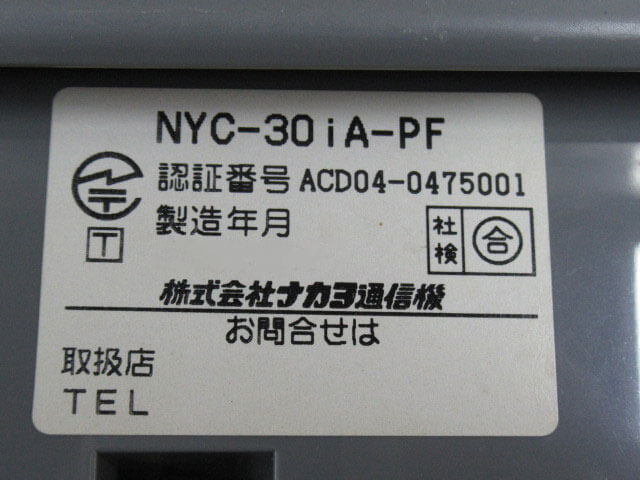 NYC-30iA-PF
認証番号 ACD04-0475001
T
製造年月
社検 合
株式会社ナカヨ通信機
お問合せは
取扱店
TEL